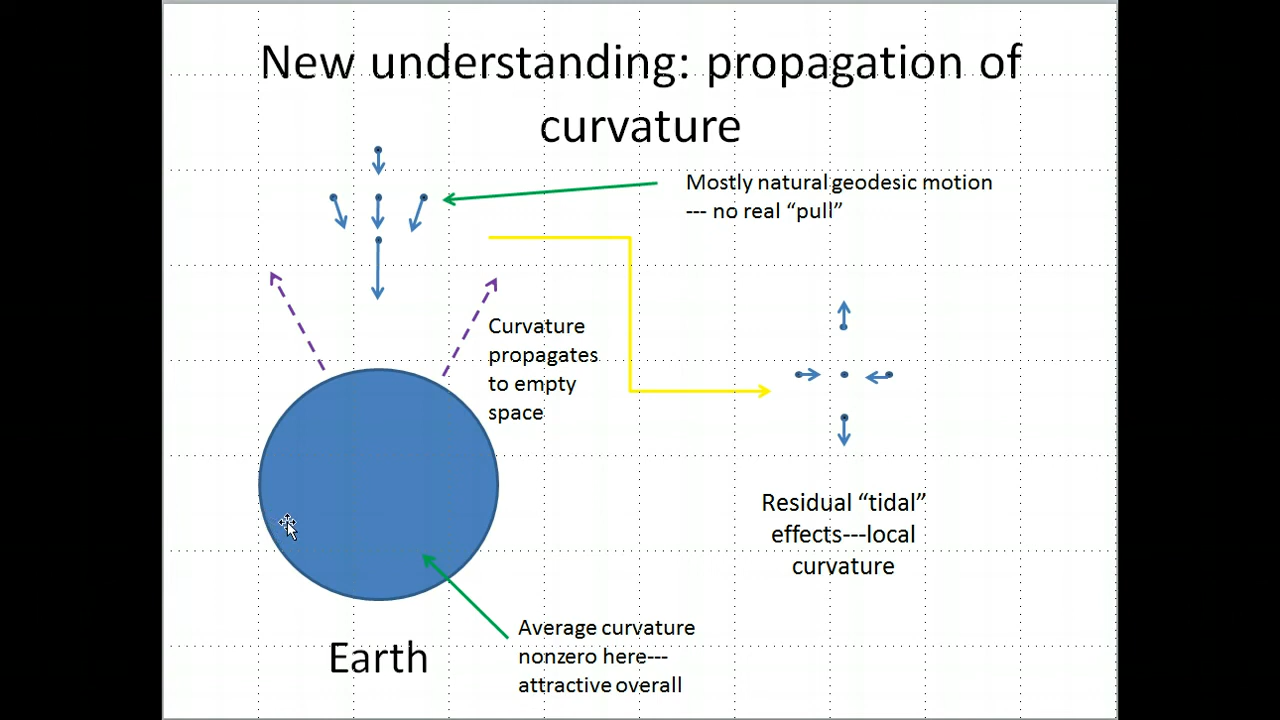 New understanding: propagation of
curvature
Mostly natural geodesic motion
--- no real “pull”
Curvature
propagates
to empty
space
Residual “tidal”
effects---local
curvature
Average curvature
nonzero here---
attractive overall
Earth